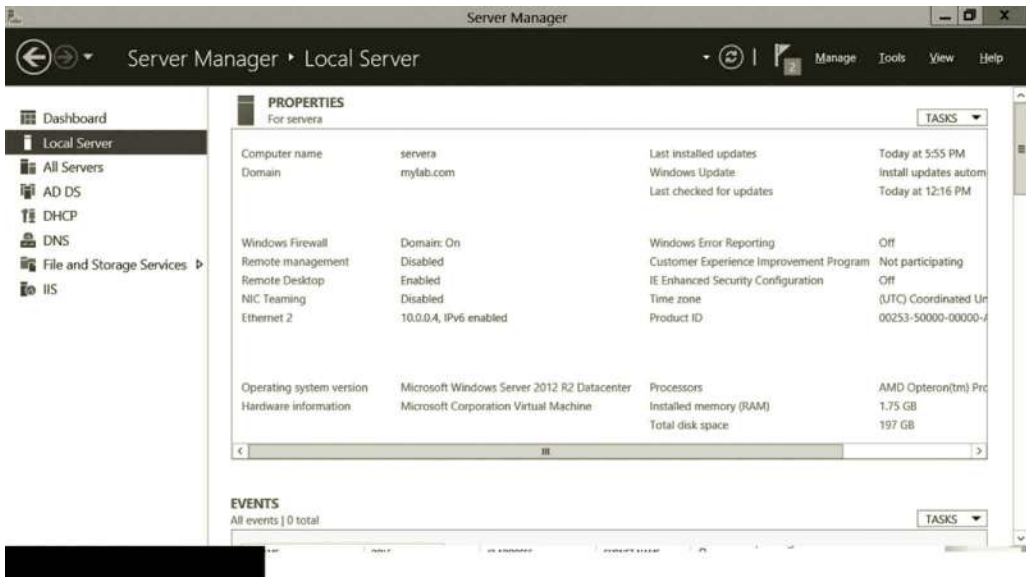 Server Manager
Server Manager ‣ Local Server
2
Manage
Tools
View
Help
Dashboard
Local Server
All Servers
AD DS
DHCP
DNS
File and Storage Services
IIS
PROPERTIES
For servera
TASKS
Computer name servera Last installed updates Today at 5:55 PM
Domain mylab.com Windows Update Install updates autom
Last checked for updates Today at 12:16 PM
Windows Firewall Domain: On Windows Error Reporting Off
Remote management Disabled Customer Experience Improvement Program Not participating
Remote Desktop Enabled IE Enhanced Security Configuration Off
NIC Teaming Disabled Time zone (UTC) Coordinated Un
Ethernet 2 10.0.0.4, IPv6 enabled Product ID 00253-50000-00000-A
Operating system version Microsoft Windows Server 2012 R2 Datacenter Processors AMD Opteron(tm) Pro
Hardware information Microsoft Corporation Virtual Machine Installed memory (RAM) 1.75 GB
Total disk space 197 GB
EVENTS
All events | 0 total
TASKS